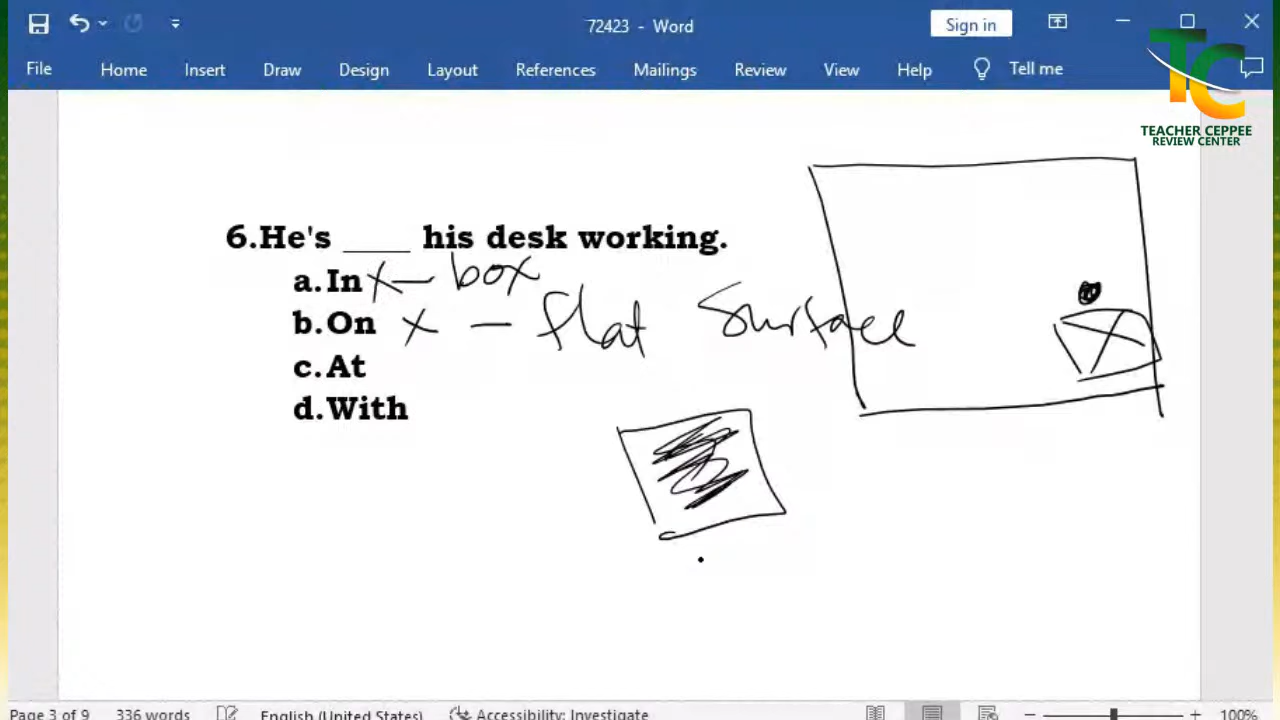 72423 - Word
Sign in
File Home Insert Draw Design Layout References Mailings Review View Help Tell me
TC
TEACHER CEPPEE
REVIEW CENTER
6.He's ____ his desk working.
a.In x — box
b.On x — flat Surface
c.At
d.With
Page 3 of 9 336 words English (United States) Accessibility: Investigate 100%